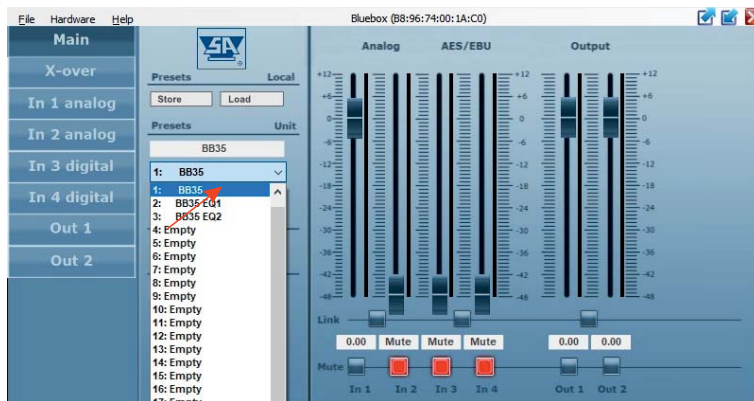 File Hardware Help
Bluebox (B8:96:74:00:1A:C0)
Main
X-over
In 1 analog
In 2 analog
In 3 digital
In 4 digital
Out 1
Out 2
SA
Presets Local
Store Load
Presets Unit
BB35
1: BB35
1: BB35
2: BB35 EQ1
3: BB35 EQ2
4: Empty
5: Empty
6: Empty
7: Empty
8: Empty
9: Empty
10: Empty
11: Empty
12: Empty
13: Empty
14: Empty
15: Empty
16: Empty
Analog AES/EBU Output
+12 +12 +12
+6 +6 +6
0 0 0
-6 -6 -6
-12 -12 -12
-18 -18 -18
-24 -24 -24
-30 -30 -30
-36 -36 -36
-42 -42 -42
-48 -48 -48
Link
0.00 Mute Mute Mute 0.00 0.00
Mute
In 1 In 2 In 3 In 4 Out 1 Out 2